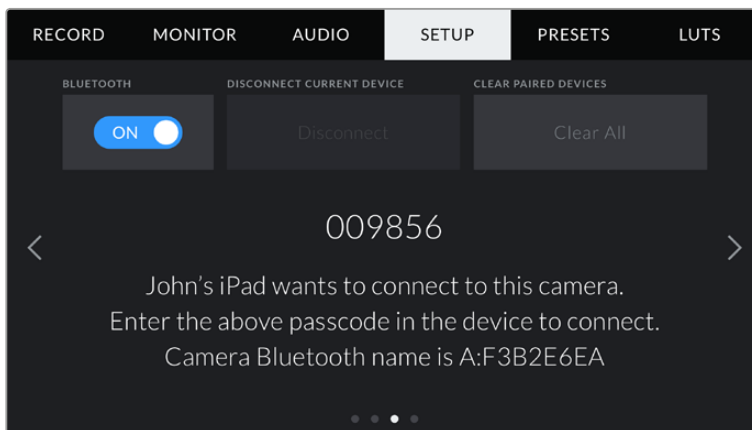 RECORD MONITOR AUDIO SETUP PRESETS LUTS
BLUETOOTH DISCONNECT CURRENT DEVICE CLEAR PAIRED DEVICES
ON Disconnect Clear All
009856
John's iPad wants to connect to this camera.
Enter the above passcode in the device to connect.
Camera Bluetooth name is A:F3B2E6EA